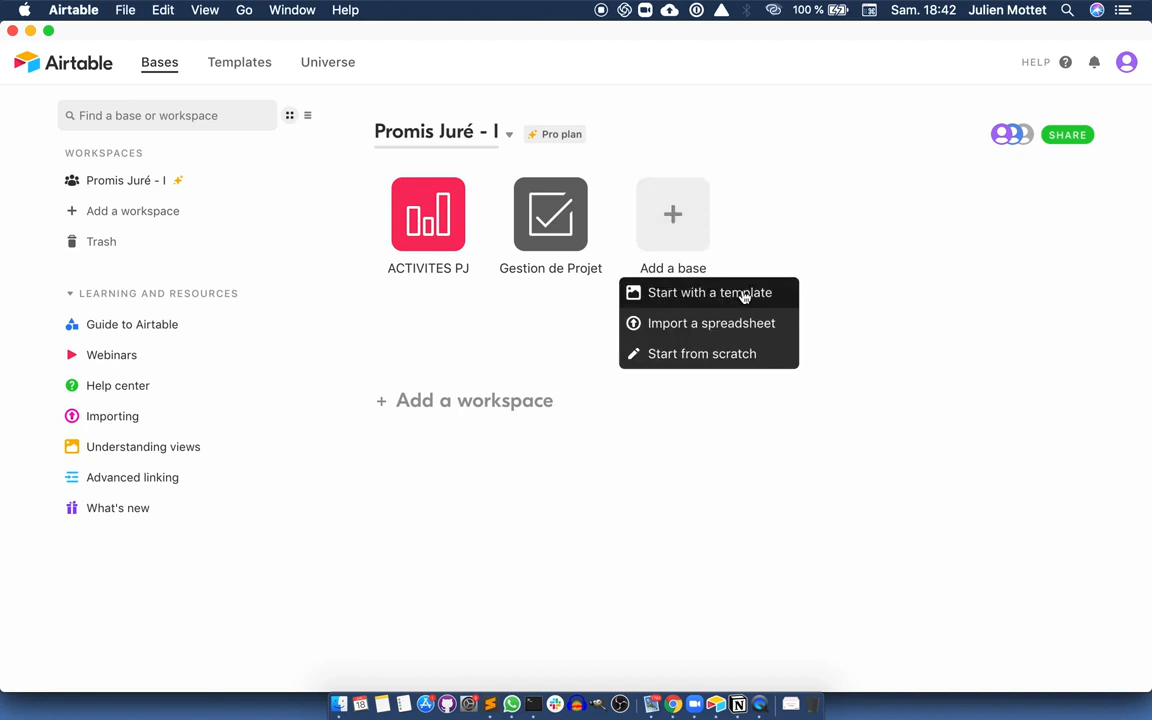 Airtable File Edit View Go Window Help 100 % Sam. 18:42 Julien Mottet
Airtable Bases Templates Universe HELP ?
Find a base or workspace
WORKSPACES
Promis Juré - I
+ Add a workspace
Trash
LEARNING AND RESOURCES
Guide to Airtable
Webinars
Help center
Importing
Understanding views
Advanced linking
What's new
Promis Juré - I Pro plan SHARE
ACTIVITES PJ Gestion de Projet Add a base
Start with a template
Import a spreadsheet
Start from scratch
+ Add a workspace